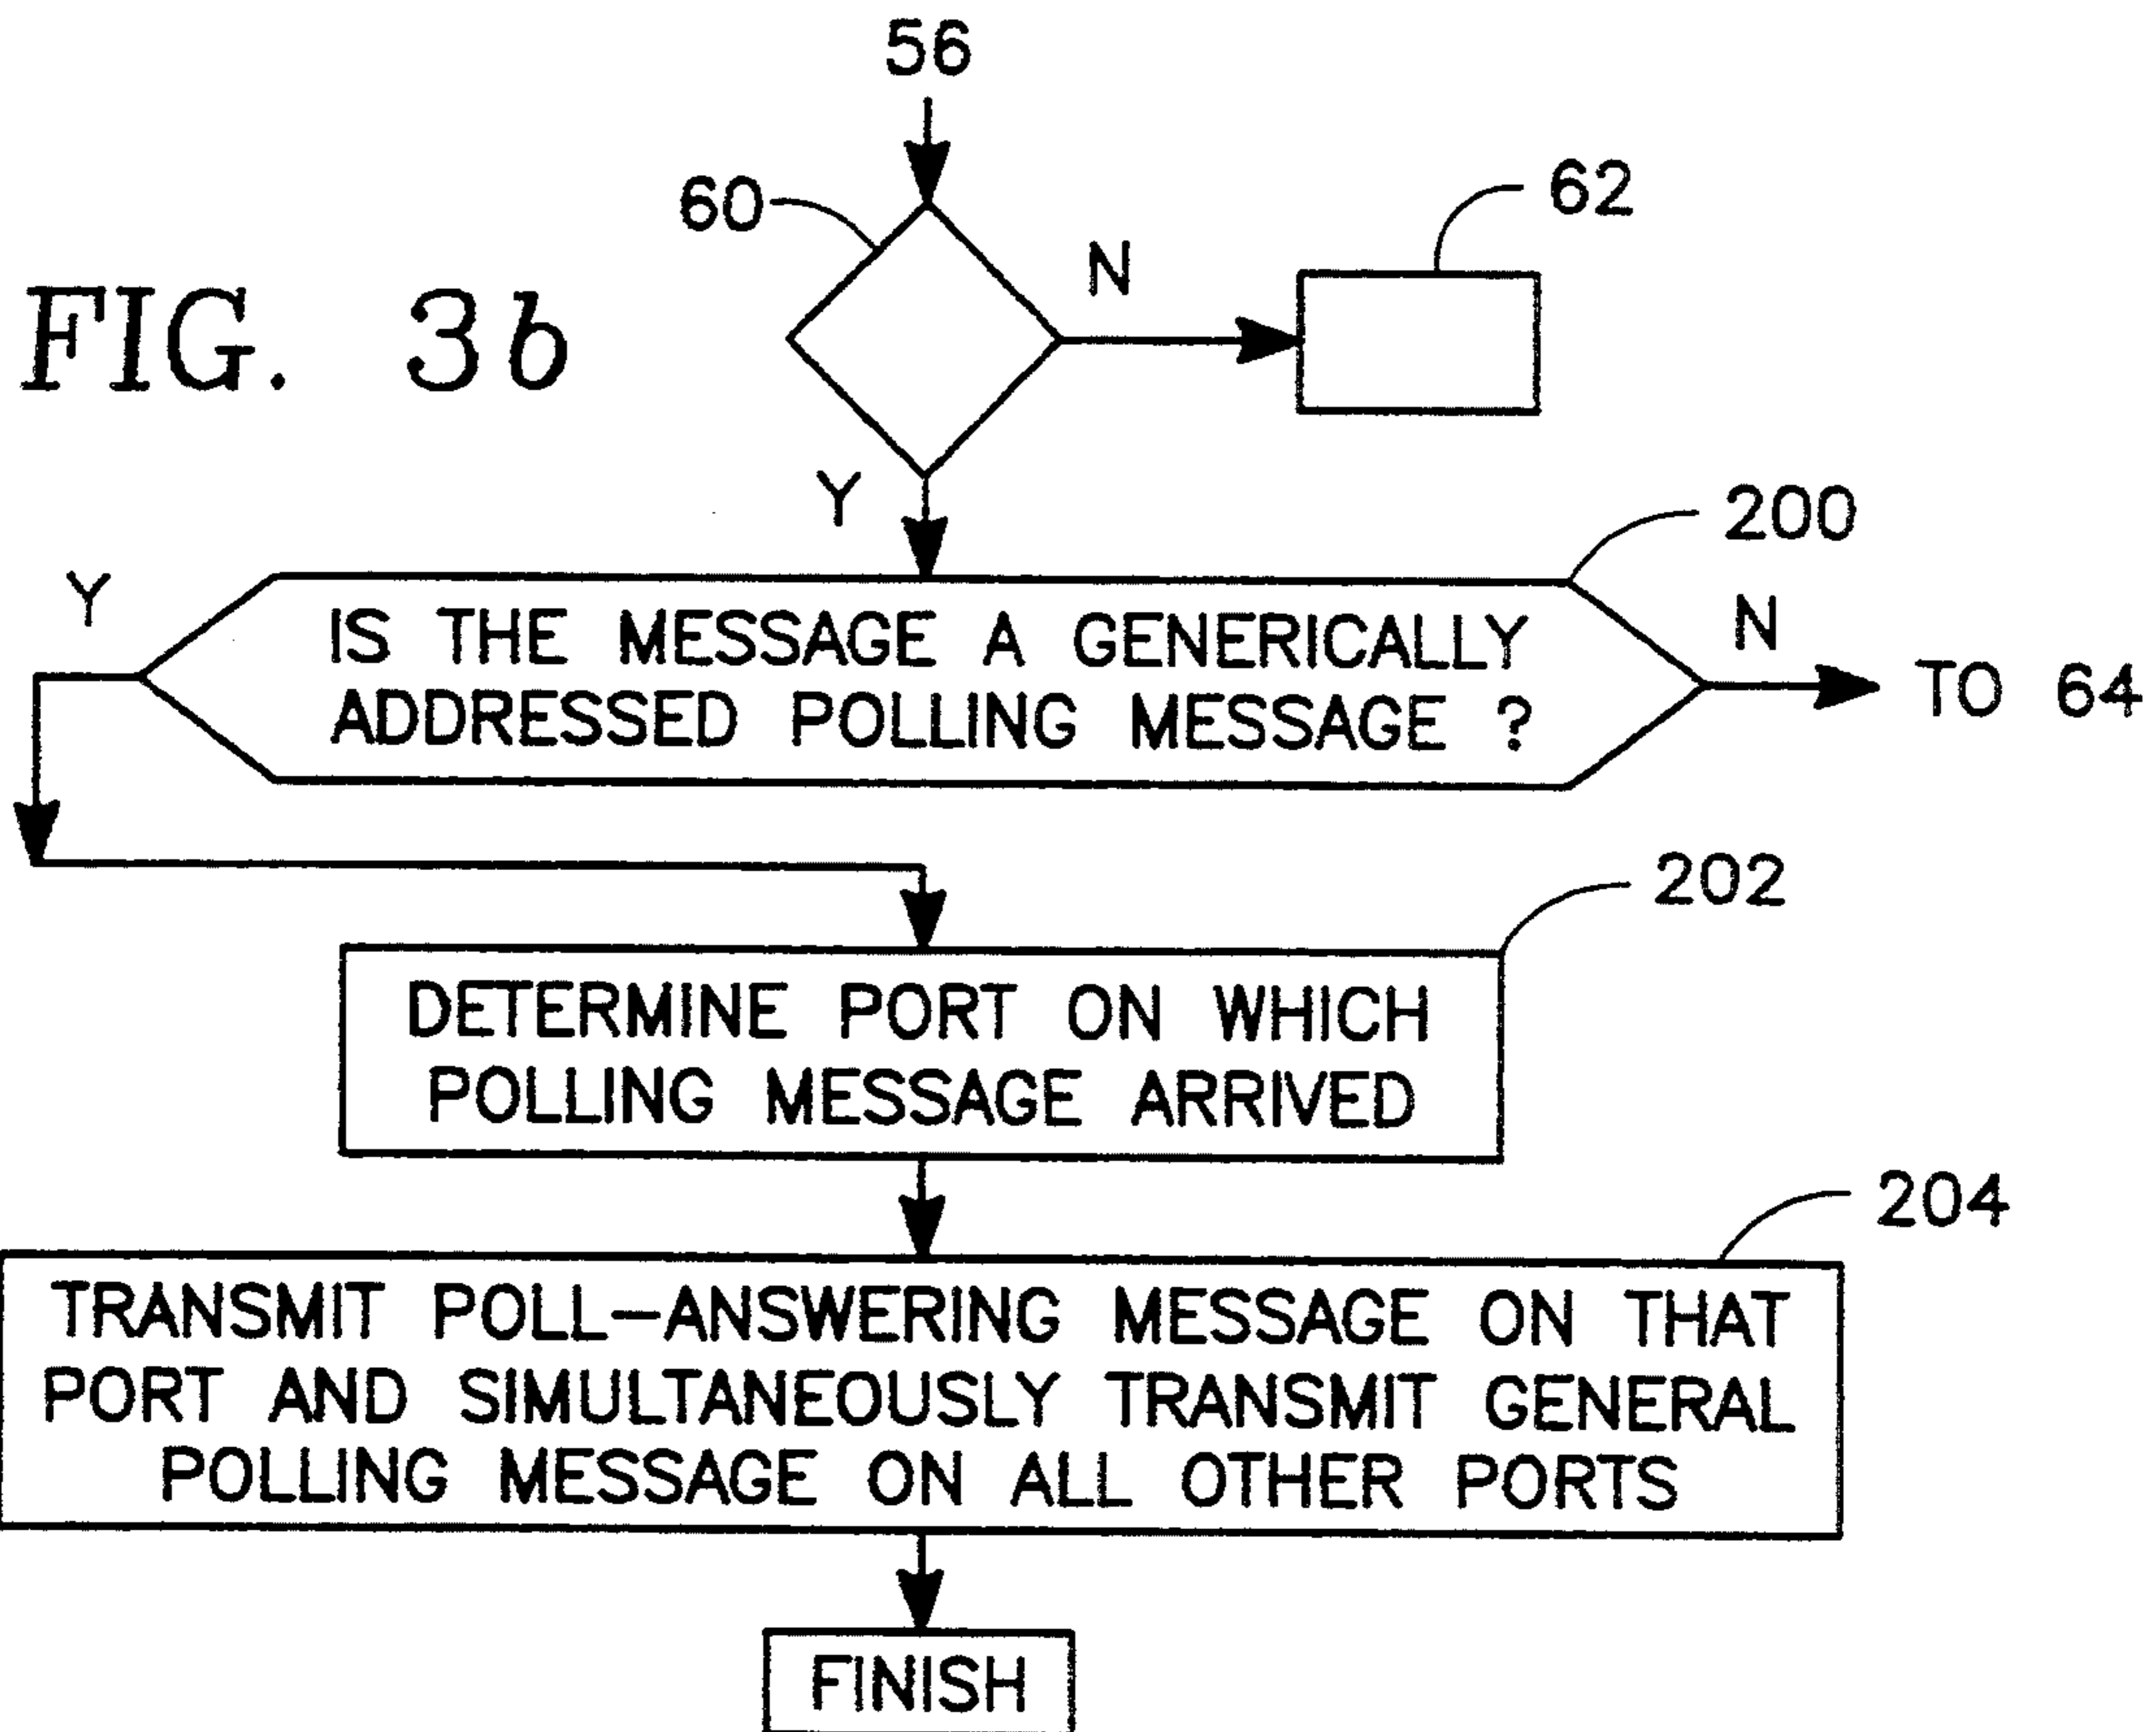 56
60
62
N
FIG. 3b
Y
200
Y
N
IS THE MESSAGE A GENERICALLY
ADDRESSED POLLING MESSAGE ?
TO 64
202
DETERMINE PORT ON WHICH
POLLING MESSAGE ARRIVED
204
TRANSMIT POLL-ANSWERING MESSAGE ON THAT
PORT AND SIMULTANEOUSLY TRANSMIT GENERAL
POLLING MESSAGE ON ALL OTHER PORTS
FINISH